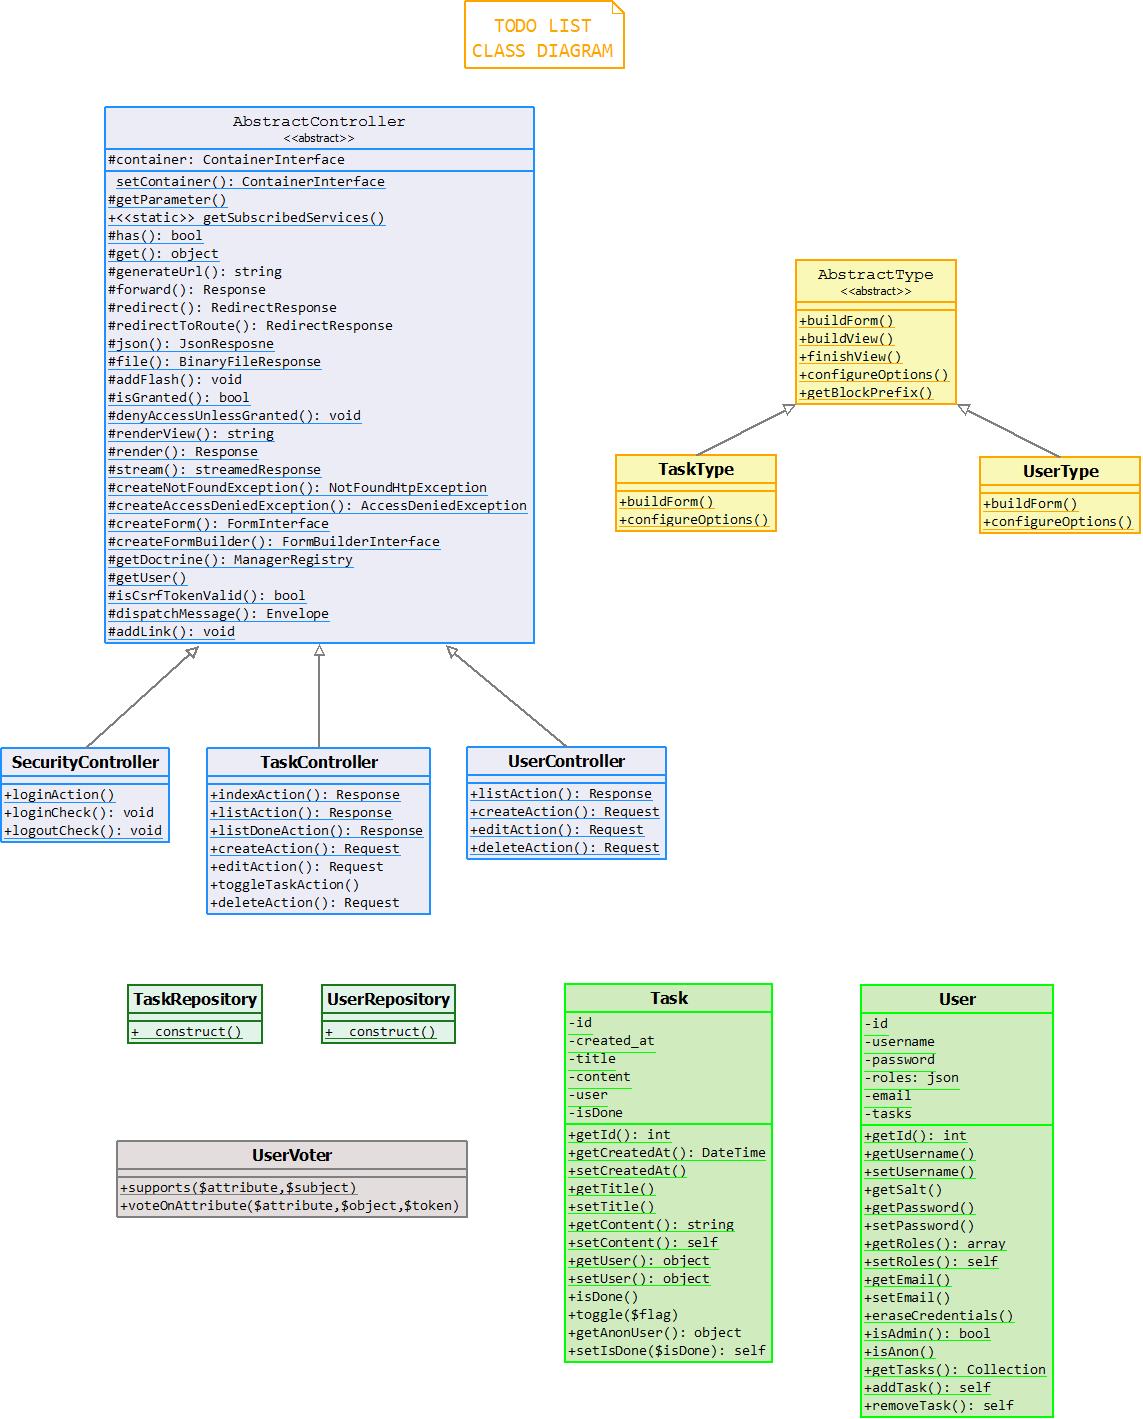 TODO LIST
CLASS DIAGRAM
AbstractController
<<abstract>>
#container: ContainerInterface
setContainer(): ContainerInterface
#getParameter()
+<<static>> getSubscribedServices()
#has(): bool
#get(): object
#generateUrl(): string
#forward(): Response
#redirect(): RedirectResponse
#redirectToRoute(): RedirectResponse
#json(): JsonResposne
#file(): BinaryFileResponse
#addFlash(): void
#isGranted(): bool
#denyAccessUnlessGranted(): void
#renderView(): string
#render(): Response
#stream(): streamedResponse
#createNotFoundException(): NotFoundHtpException
#createAccessDeniedException(): AccessDeniedException
#createForm(): FormInterface
#createFormBuilder(): FormBuilderInterface
#getDoctrine(): ManagerRegistry
#getUser()
#isCsrfTokenValid(): bool
#dispatchMessage(): Envelope
#addLink(): void
AbstractType
<<abstract>>
+buildForm()
+buildView()
+finishView()
+configureOptions()
+getBlockPrefix()
TaskType
+buildForm()
+configureOptions()
UserType
+buildForm()
+configureOptions()
SecurityController
+loginAction()
+loginCheck(): void
+logoutCheck(): void
TaskController
+indexAction(): Response
+listAction(): Response
+listDoneAction(): Response
+createAction(): Request
+editAction(): Request
+toggleTaskAction()
+deleteAction(): Request
UserController
+listAction(): Response
+createAction(): Request
+editAction(): Request
+deleteAction(): Request
TaskRepository
+__construct()
UserRepository
+__construct()
Task
-id
-created_at
-title
-content
-user
-isDone
+getId(): int
+getCreatedAt(): DateTime
+setCreatedAt()
+getTitle()
+setTitle()
+getContent(): string
+setContent(): self
+getUser(): object
+setUser(): object
+isDone()
+toggle($flag)
+getAnonUser(): object
+setIsDone($isDone): self
User
-id
-username
-password
-roles: json
-email
-tasks
+getId(): int
+getUsername()
+setUsername()
+getSalt()
+getPassword()
+setPassword()
+getRoles(): array
+setRoles(): self
+getEmail()
+setEmail()
+eraseCredentials()
+isAdmin(): bool
+isAnon()
+getTasks(): Collection
+addTask(): self
+removeTask(): self
UserVoter
+supports($attribute,$subject)
+voteOnAttribute($attribute,$object,$token)